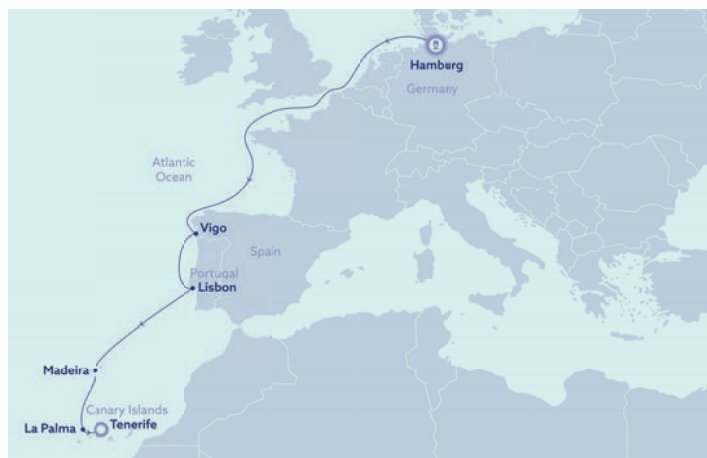 Hamburg
Germany
Atlantic
Ocean
Vigo
Spain
Portugal
Lisbon
Madeira
Canary Islands
La Palma
Tenerife